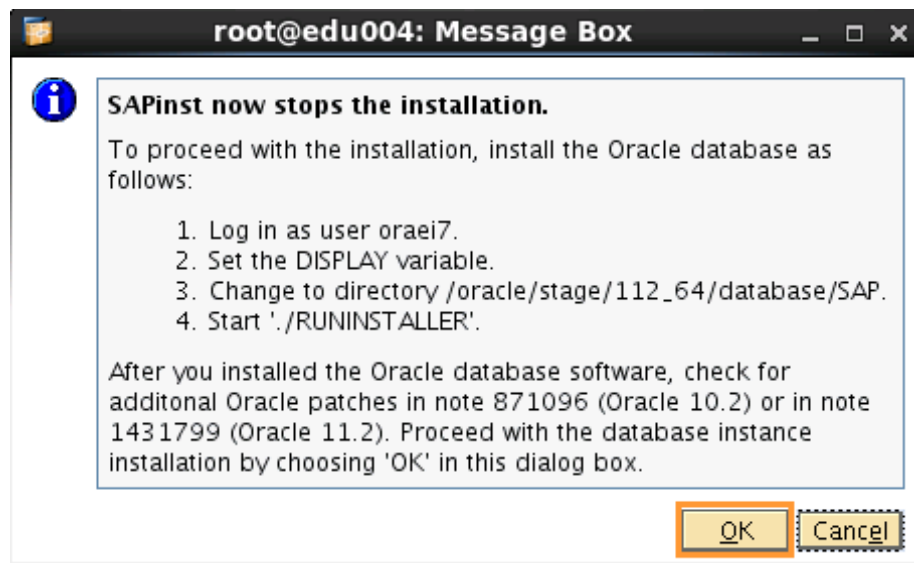 root@edu004: Message Box
SAPinst now stops the installation.
To proceed with the installation, install the Oracle database as
follows:
1. Log in as user oraei7.
2. Set the DISPLAY variable.
3. Change to directory /oracle/stage/112_64/database/SAP.
4. Start './RUNINSTALLER'.
After you installed the Oracle database software, check for
additonal Oracle patches in note 871096 (Oracle 10.2) or in note
1431799 (Oracle 11.2). Proceed with the database instance
installation by choosing 'OK' in this dialog box.
OK Cancel